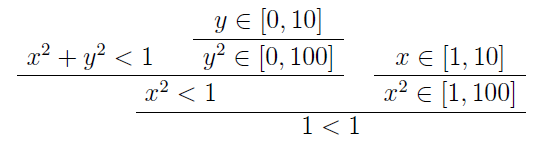 y ∈ [0, 10]
x² + y² < 1 y² ∈ [0, 100] x ∈ [1, 10]
x² < 1 x² ∈ [1, 100]
1 < 1